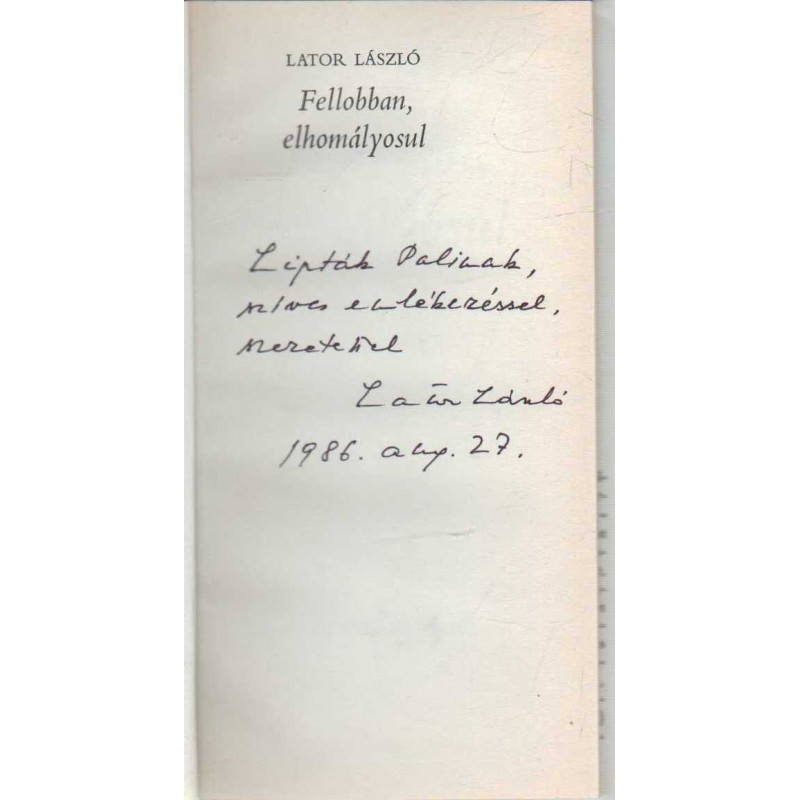 LATOR LÁSZLÓ
Fellobban,
elhomályosul
Lipták Palinak,
szíves emlékezéssel,
szeretettel
Lator László
1986. aug. 27.